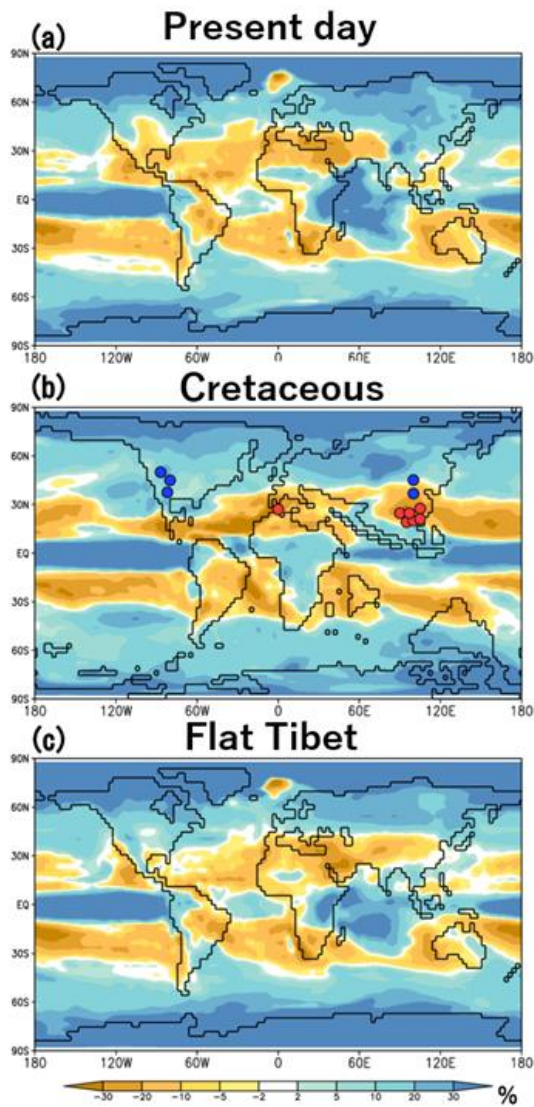 (a) Present day
90N
60N
30N
EQ
30S
60S
90S
180 120W 60W 0 60E 120E 180
(b) Cretaceous
90N
60N
30N
EQ
30S
60S
90S
180 120W 60W 0 60E 120E 180
(c) Flat Tibet
90N
60N
30N
EQ
30S
60S
90S
180 120W 60W 0 60E 120E 180
-30 -20 -10 -5 -2 2 5 10 20 30 %